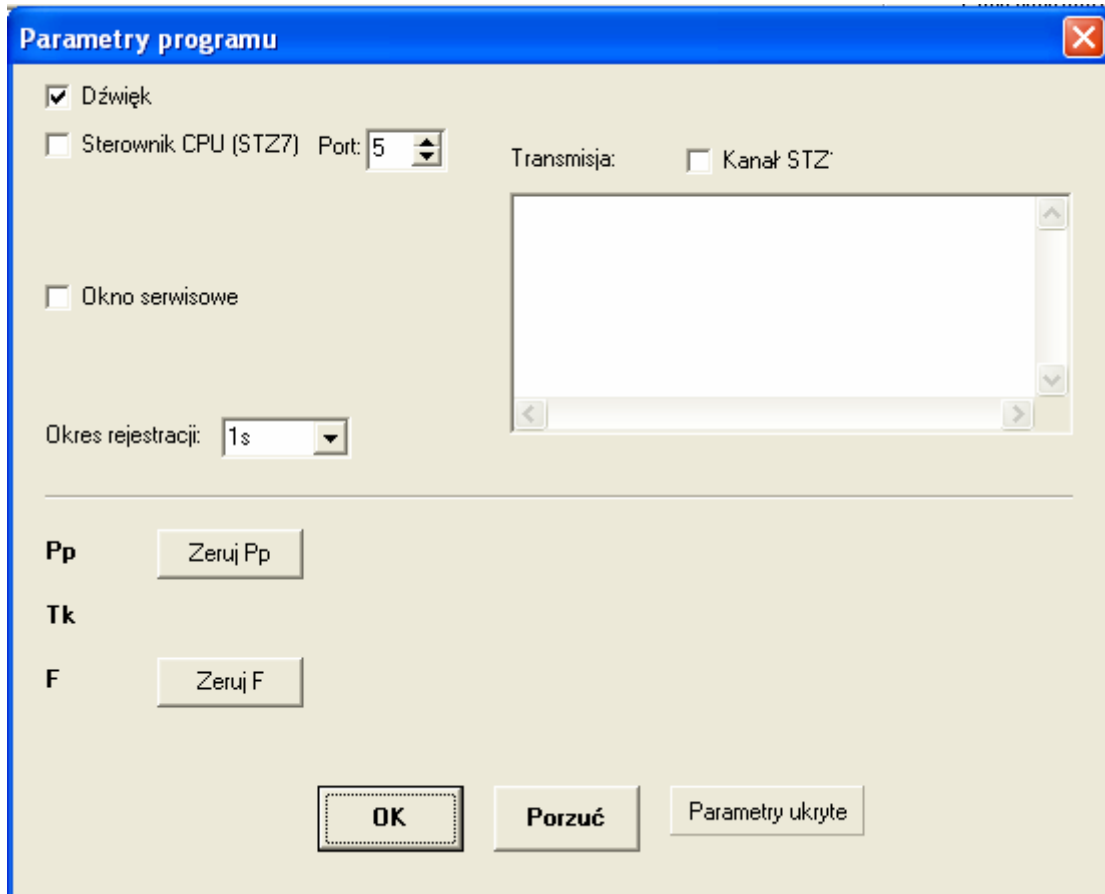 Parametry programu
Dźwięk
Sterownik CPU (STZ7) Port: 5
Transmisja: Kanał STZ
Okno serwisowe
Okres rejestracji: 1s
Pp Zeruj Pp
Tk
F Zeruj F
OK Porzuć Parametry ukryte